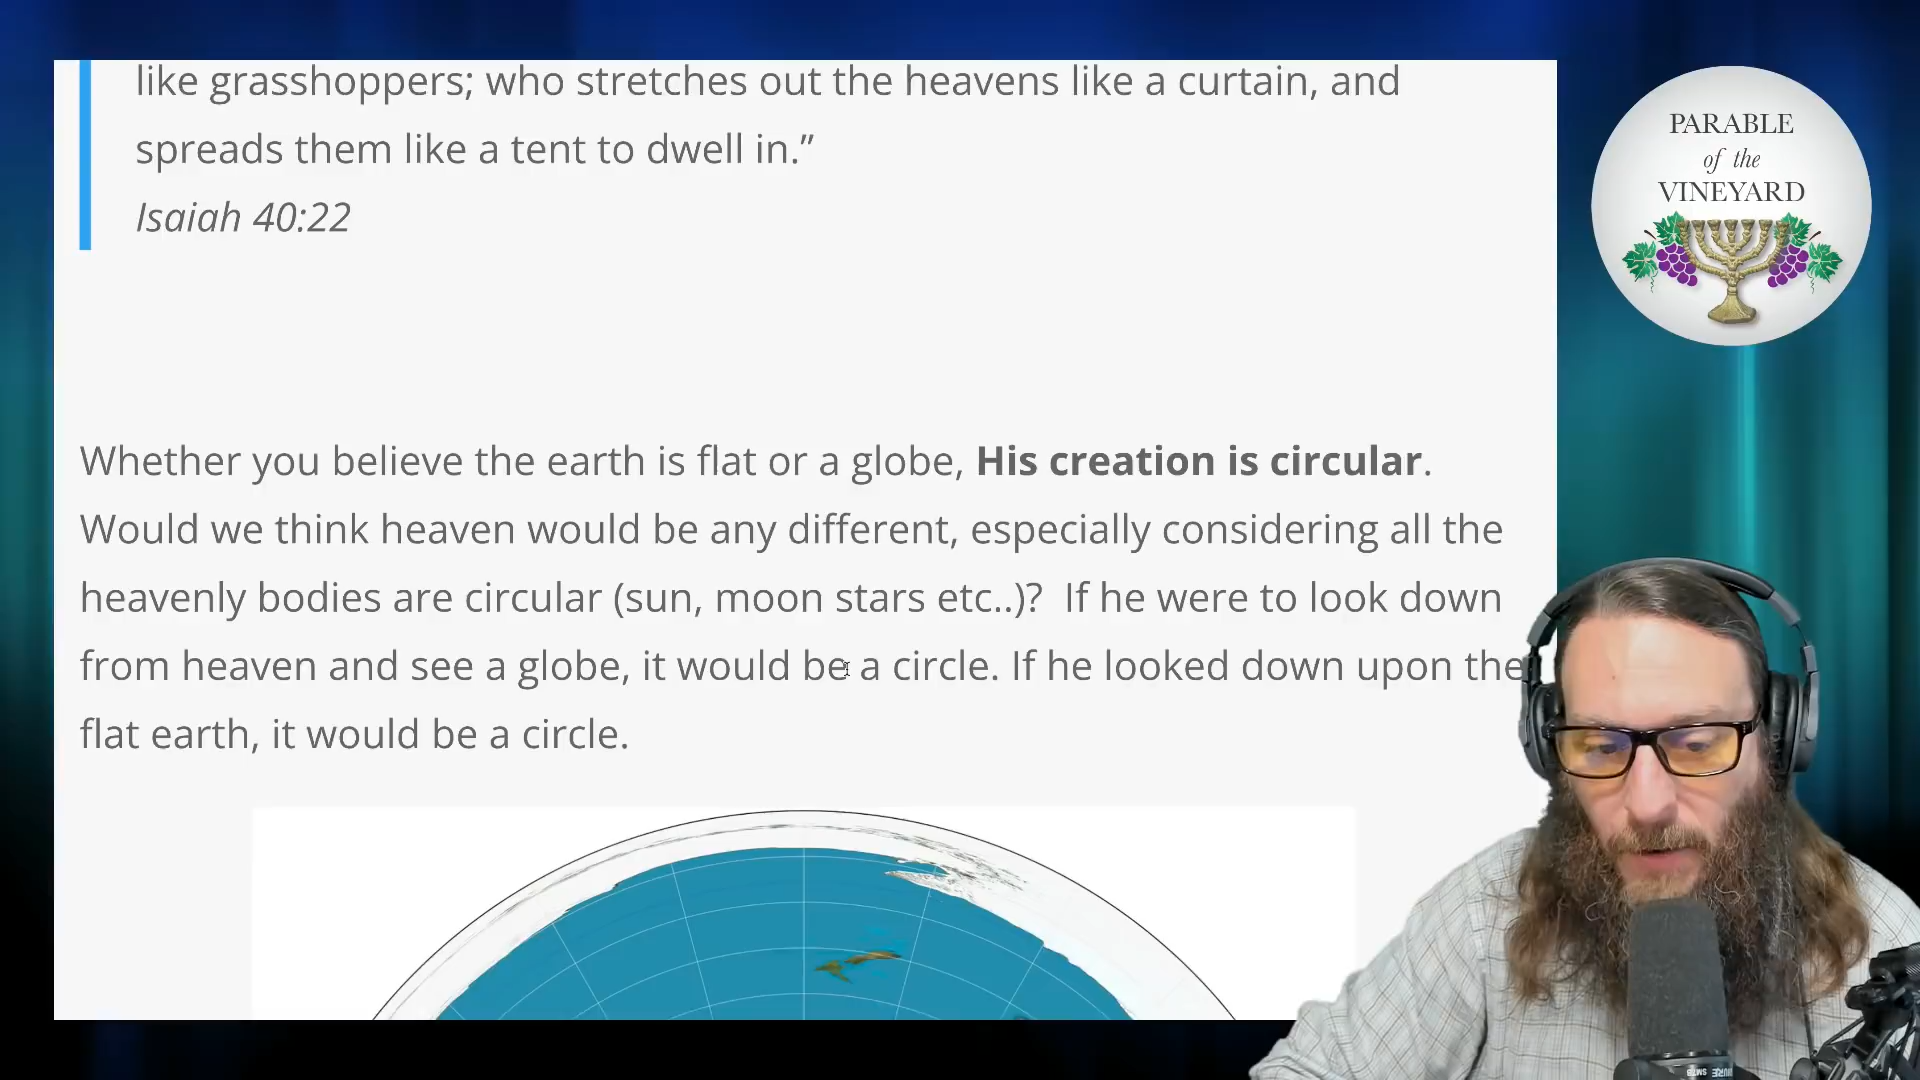 like grasshoppers; who stretches out the heavens like a curtain, and
spreads them like a tent to dwell in.”
Isaiah 40:22
Whether you believe the earth is flat or a globe, His creation is circular.
Would we think heaven would be any different, especially considering all the
heavenly bodies are circular (sun, moon stars etc..)?  If he were to look down
from heaven and see a globe, it would be a circle. If he looked down upon the
flat earth, it would be a circle.
PARABLE
of the
VINEYARD
SHURE SM7B